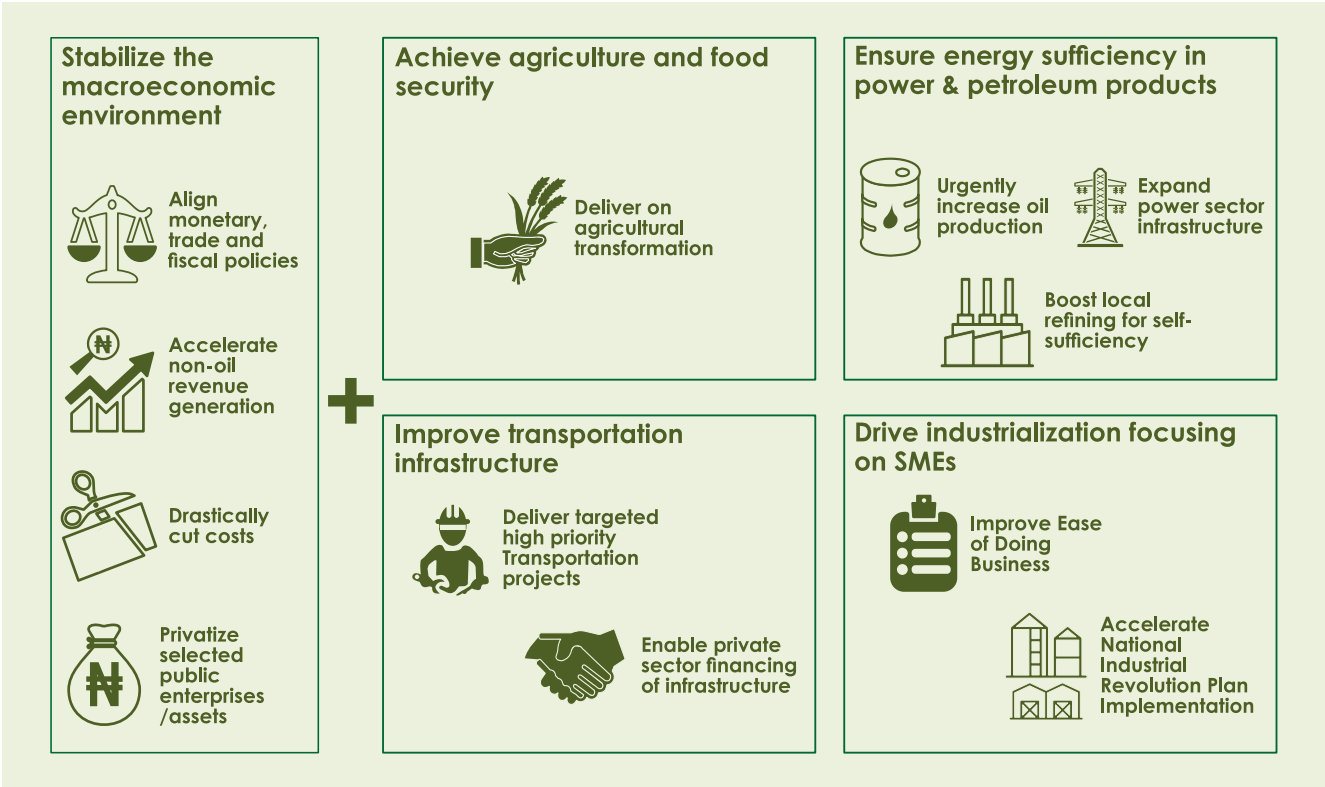 Stabilize the
macroeconomic
environment
Align
monetary,
trade and
fiscal policies
₦
Accelerate
non-oil
revenue
generation
Drastically
cut costs
₦
Privatize
selected
public
enterprises
/assets
+
Achieve agriculture and food
security
Deliver on
agricultural
transformation
Ensure energy sufficiency in
power & petroleum products
Urgently
increase oil
production
Expand
power sector
infrastructure
Boost local
refining for self-
sufficiency
Improve transportation
infrastructure
Deliver targeted
high priority
Transportation
projects
Enable private
sector financing
of infrastructure
Drive industrialization focusing
on SMEs
Improve Ease
of Doing
Business
Accelerate
National
Industrial
Revolution Plan
Implementation